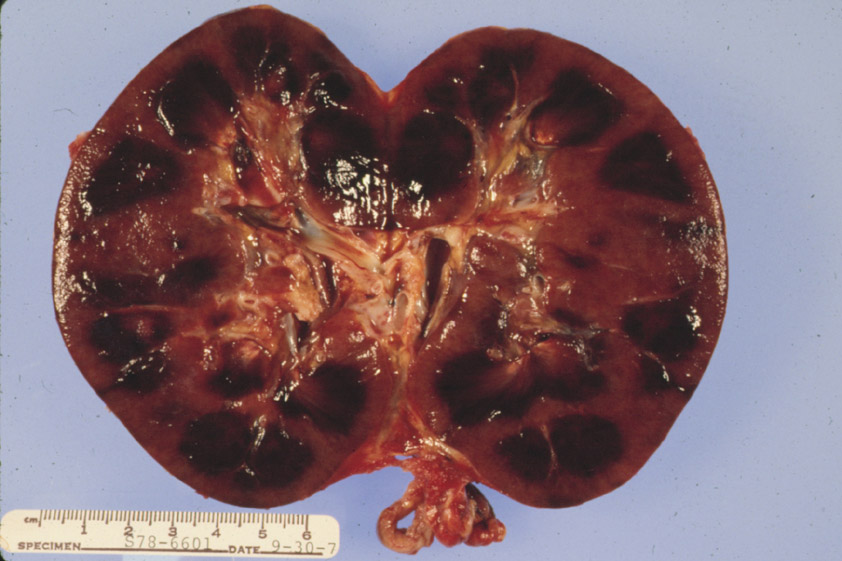 cm 1 2 3 4 5 6
SPECIMEN S78-6601 DATE 9-30-7